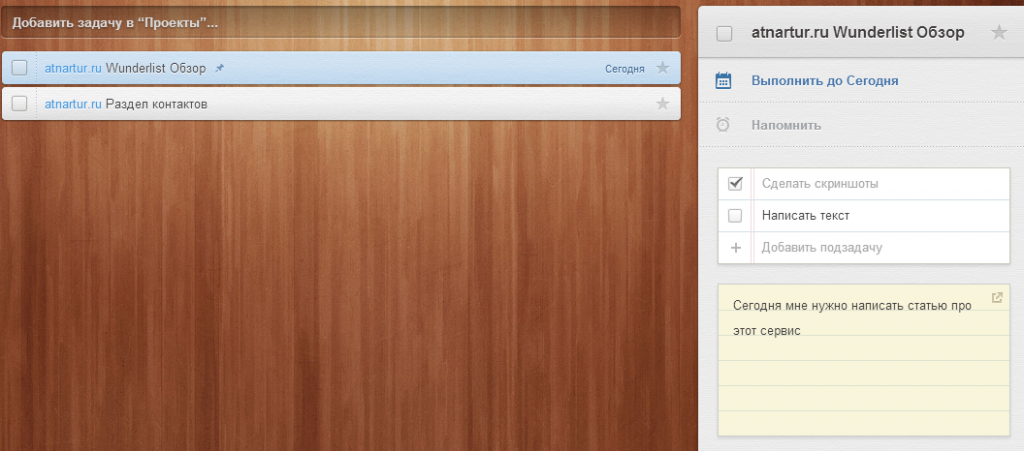 Добавить задачу в “Проекты”...
atnartur.ru Wunderlist Обзор
Сегодня
atnartur.ru Раздел контактов
atnartur.ru Wunderlist Обзор
Выполнить до Сегодня
Напомнить
Сделать скриншоты
Написать текст
Добавить подзадачу
Сегодня мне нужно написать статью про
этот сервис